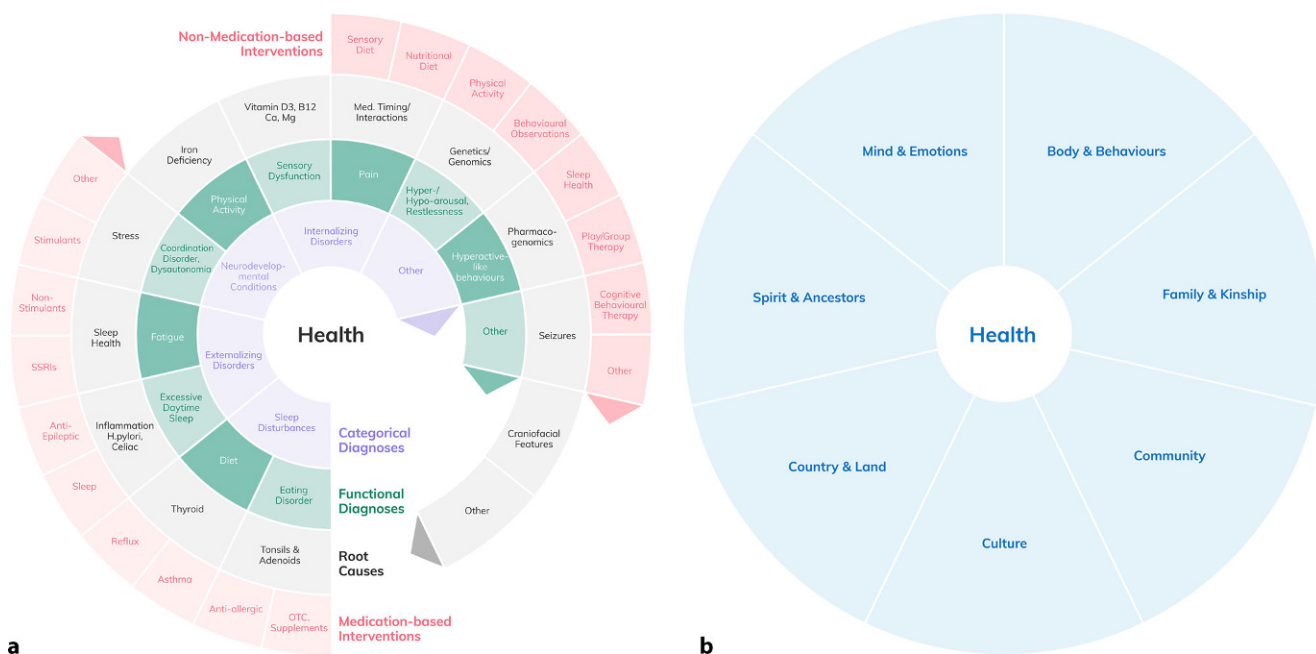 Non-Medication-based
Interventions
Sensory
Diet
Nutritional
Diet
Physical
Activity
Behavioural
Observations
Sleep
Health
Play/Group
Therapy
Cognitive
Behavioural
Therapy
Other
Vitamin D3, B12
Ca, Mg
Med. Timing/
Interactions
Genetics/
Genomics
Pharmaco-
genomics
Seizures
Craniofacial
Features
Other
Iron
Deficiency
Stress
Sleep
Health
Inflammation
H.pylori,
Celiac
Thyroid
Tonsils &
Adenoids
Root
Causes
Sensory
Dysfunction
Pain
Hyper-/
Hypo-arousal,
Restlessness
Hyperactive-
like
behaviours
Other
Physical
Activity
Coordination
Disorder,
Dysautonomia
Fatigue
Excessive
Daytime
Sleep
Diet
Eating
Disorder
Functional
Diagnoses
Internalizing
Disorders
Other
Neurodevelop-
mental
Conditions
Externalizing
Disorders
Sleep
Disturbances
Categorical
Diagnoses
Health
Other
Stimulants
Non-
Stimulants
SSRIs
Anti-
Epileptic
Sleep
Reflux
Asthma
Anti-allergic
OTC,
Supplements
Medication-based
Interventions
a
Mind & Emotions
Body & Behaviours
Spirit & Ancestors
Family & Kinship
Health
Country & Land
Community
Culture
b